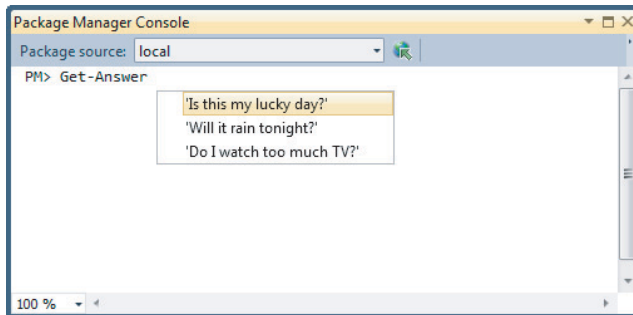 Package Manager Console
Package source: local
PM> Get-Answer
'Is this my lucky day?'
'Will it rain tonight?'
'Do I watch too much TV?'
100 %